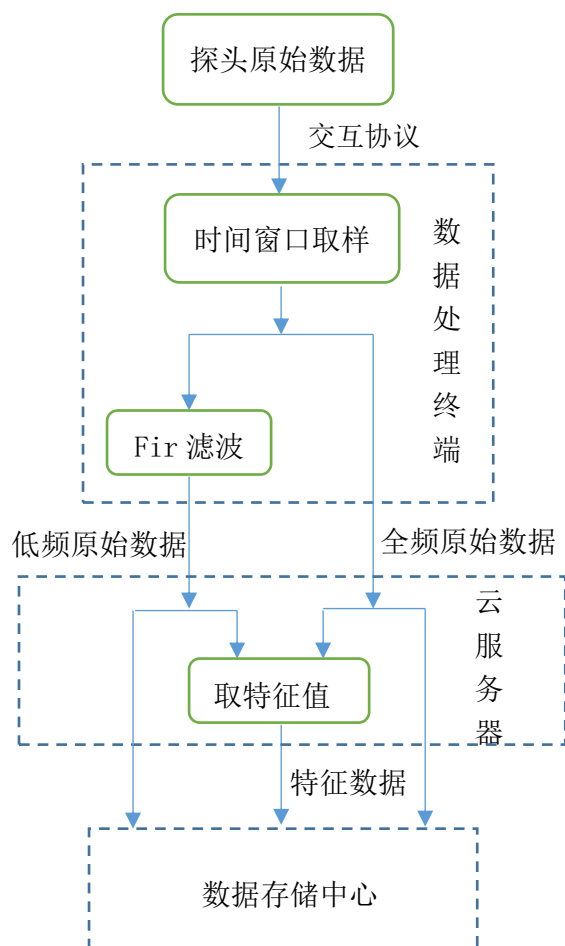 探头原始数据
交互协议
时间窗口取样
数据处理终端
Fir 滤波
低频原始数据
全频原始数据
云服务器
取特征值
特征数据
数据存储中心